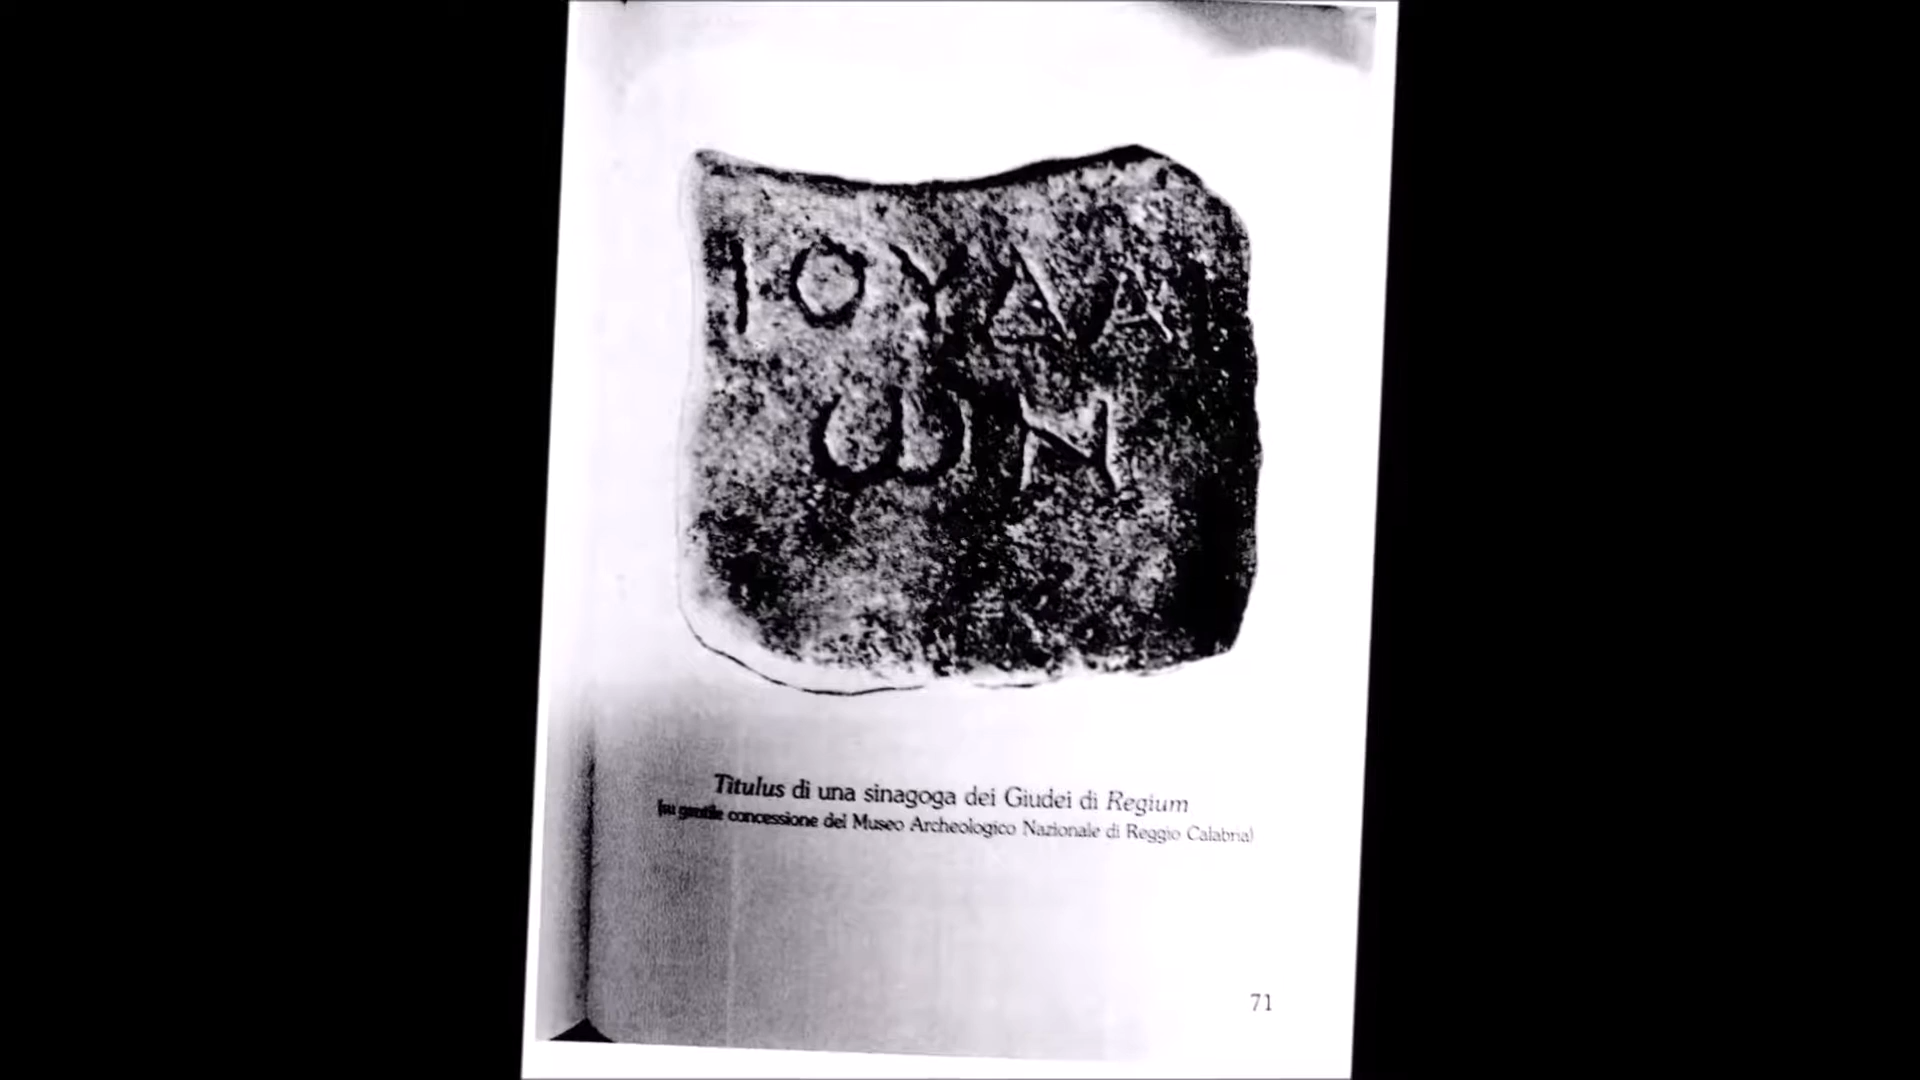 ΙΟΥΔΑΙ
ωΝ
Titulus di una sinagoga dei Giudei di Regium
(su gentile concessione del Museo Archeologico Nazionale di Reggio Calabria)
71